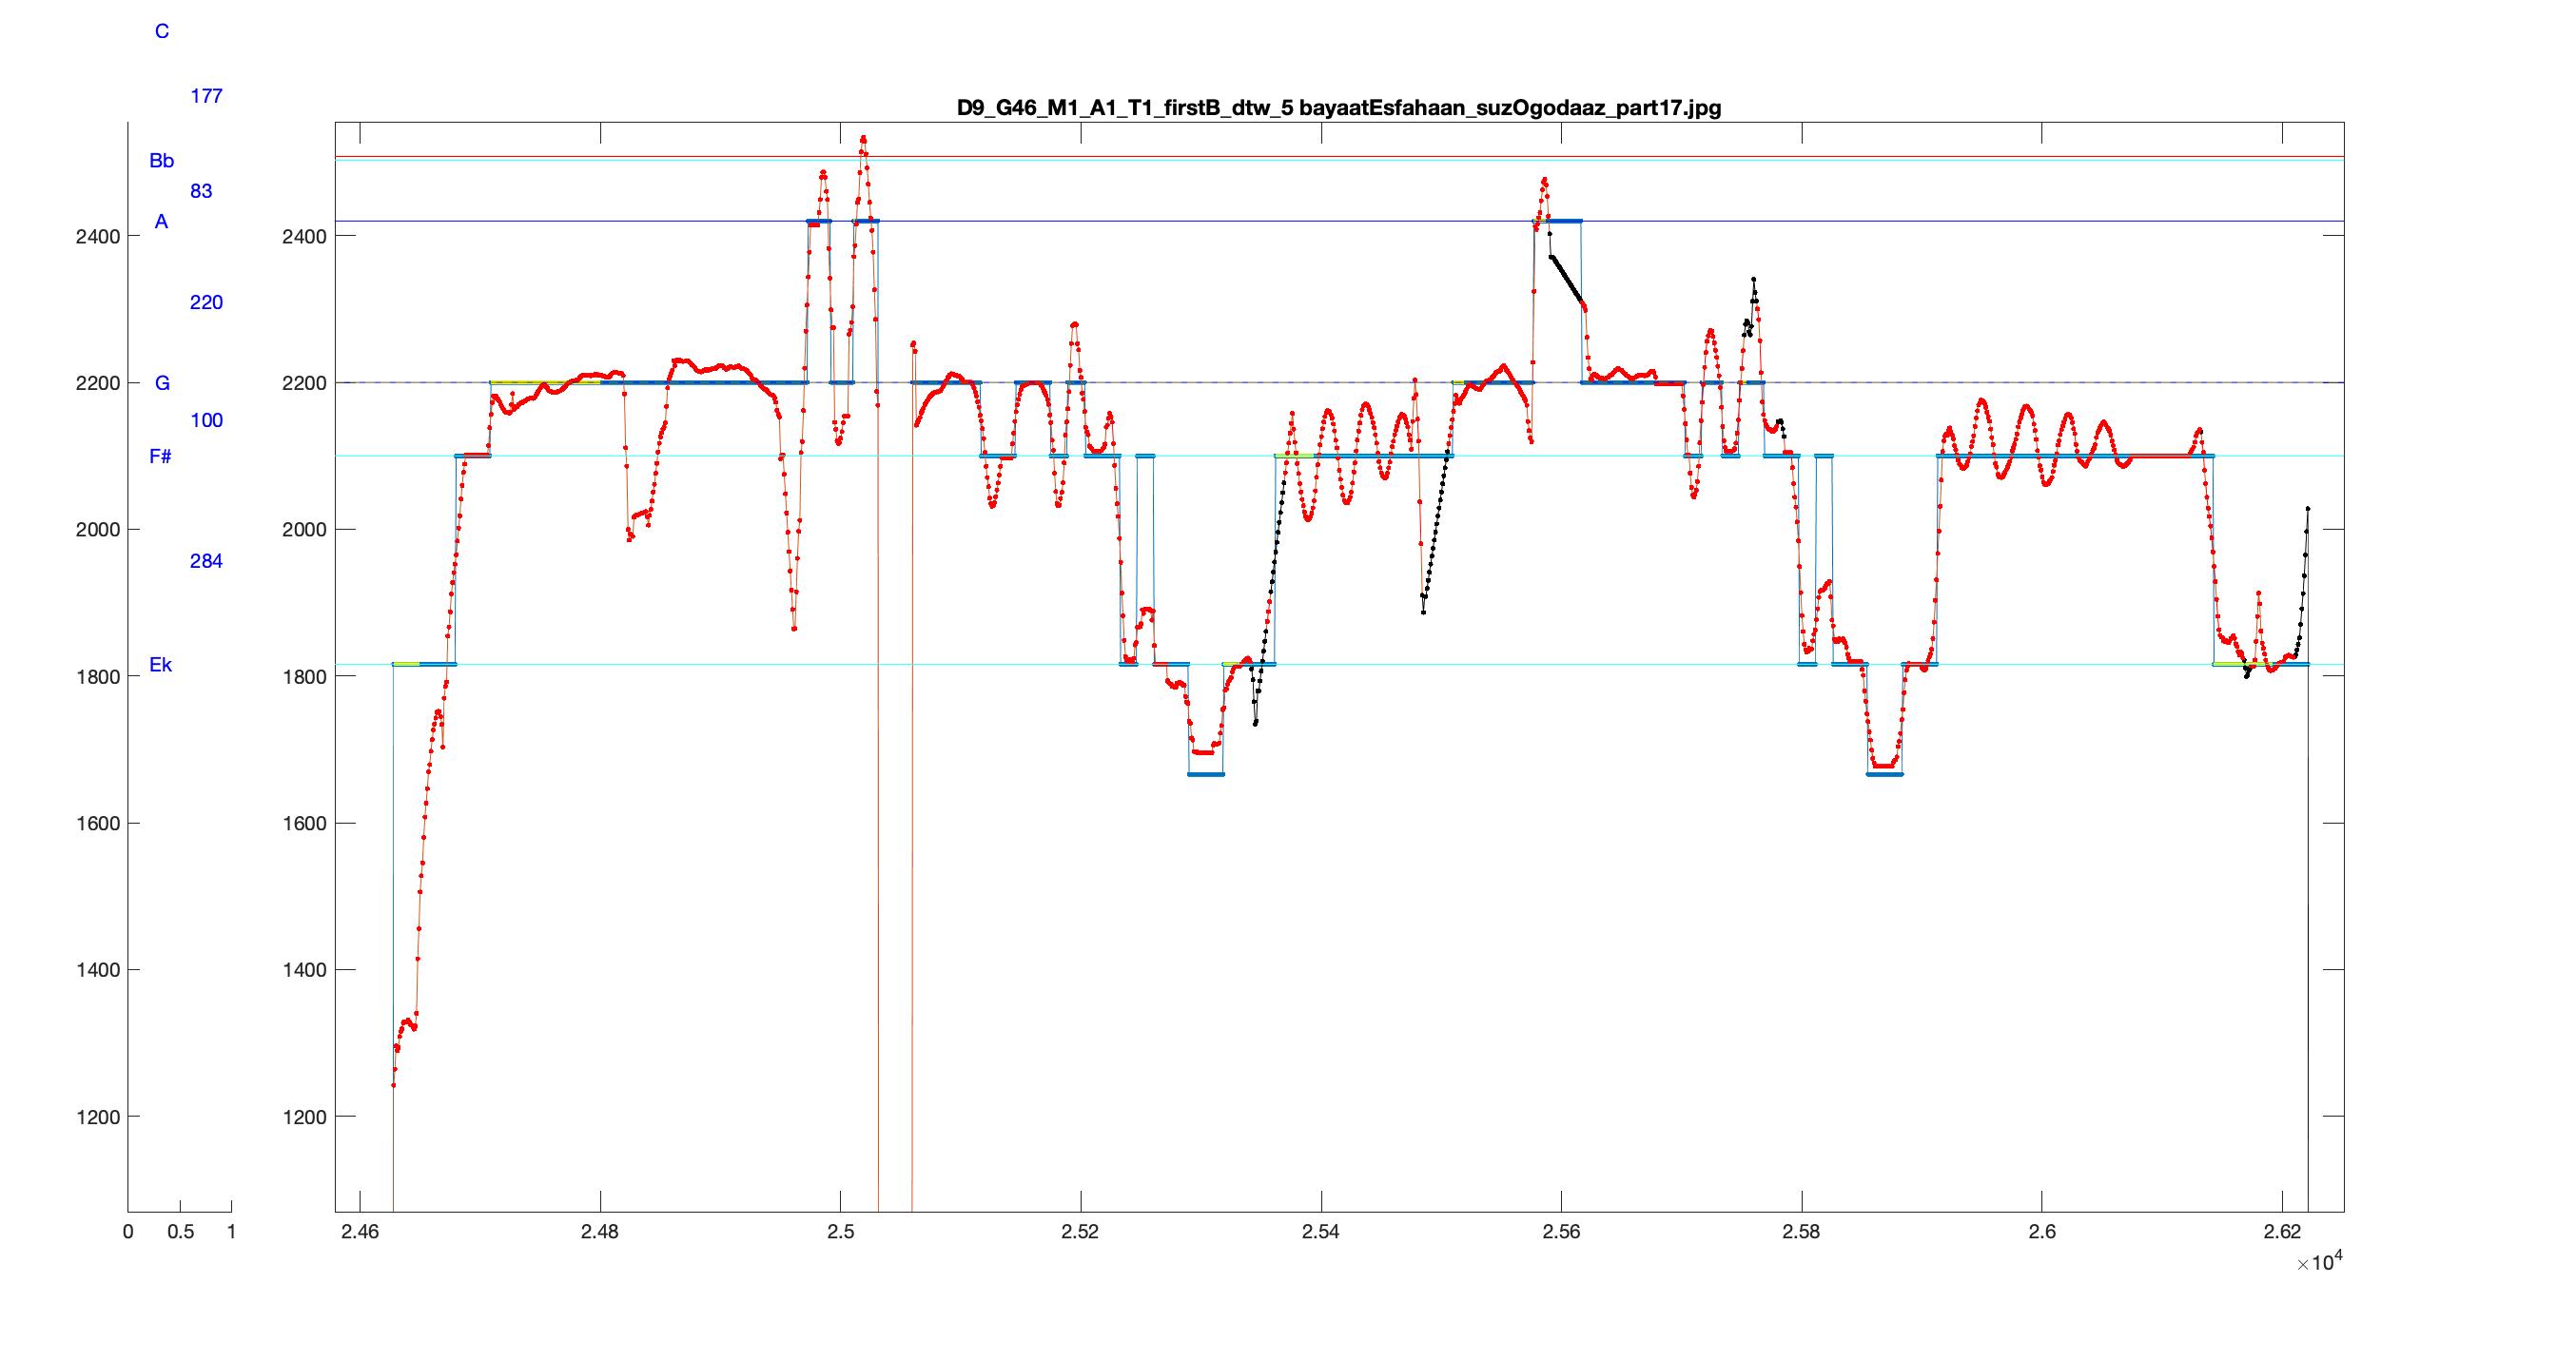 C
177
D9_G46_M1_A1_T1_firstB_dtw_5 bayaatEsfahaan_suzOgodaaz_part17.jpg
Bb
83
A
2400 2400
220
2200 G 2200
100
F#
2000 2000
284
Ek
1800 1800
1600 1600
1400 1400
1200 1200
0 0.5 1 2.46 2.48 2.5 2.52 2.54 2.56 2.58 2.6 2.62
×10^4